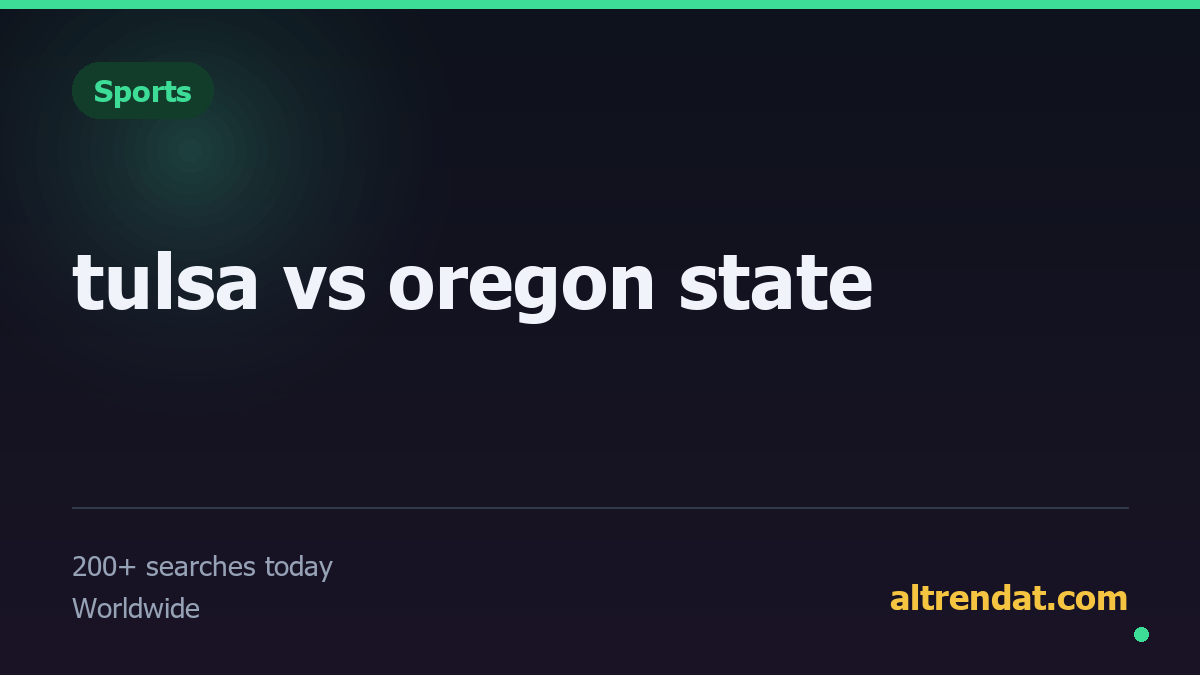 Sports
tulsa vs oregon state
200+ searches today
Worldwide
altrendat.com